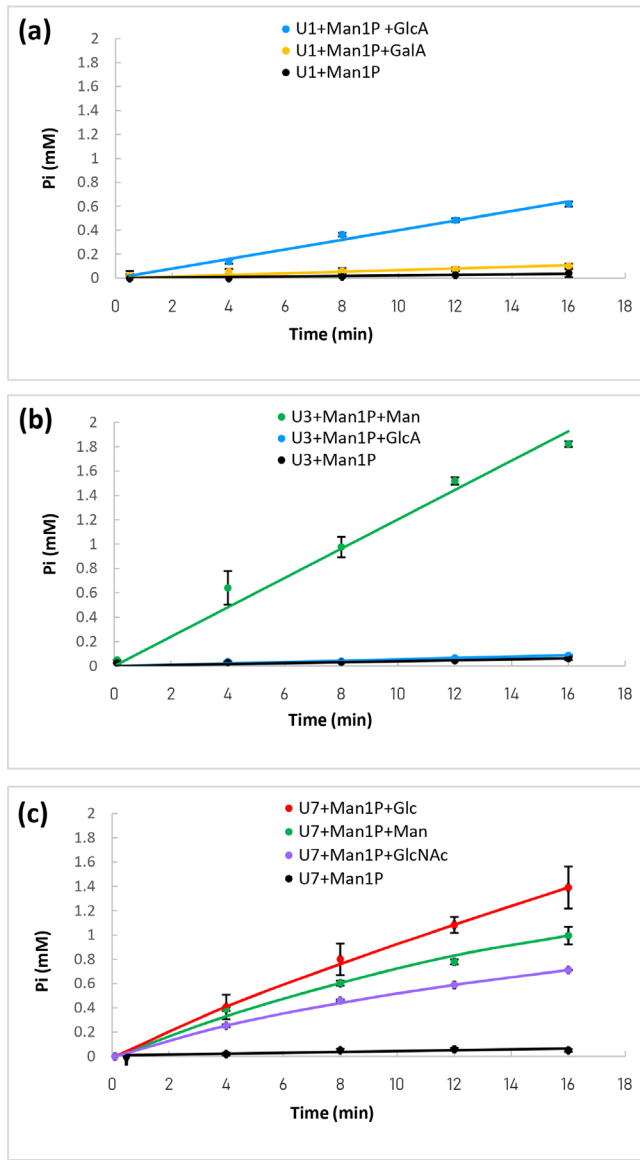 (a)
U1+Man1P +GlcA
U1+Man1P+GalA
U1+Man1P
2
1.8
1.6
1.4
1.2
1
0.8
0.6
0.4
0.2
0
Pi (mM)
0 2 4 6 8 10 12 14 16 18
Time (min)
(b)
U3+Man1P+Man
U3+Man1P+GlcA
U3+Man1P
2
1.8
1.6
1.4
1.2
1
0.8
0.6
0.4
0.2
0
Pi (mM)
0 2 4 6 8 10 12 14 16 18
Time (min)
(c)
U7+Man1P+Glc
U7+Man1P+Man
U7+Man1P+GlcNAc
U7+Man1P
2
1.8
1.6
1.4
1.2
1
0.8
0.6
0.4
0.2
0
Pi (mM)
0 2 4 6 8 10 12 14 16 18
Time (min)